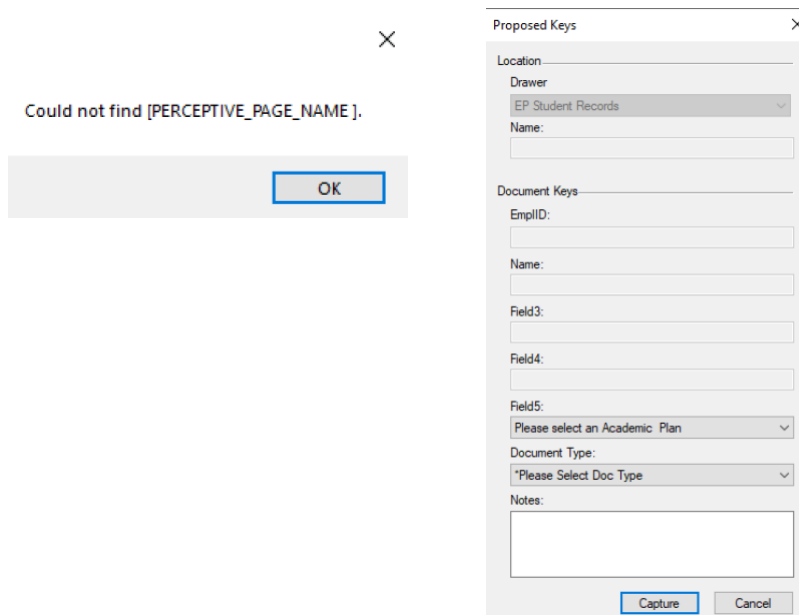 Could not find [PERCEPTIVE_PAGE_NAME ].
OK
Proposed Keys
Location
Drawer
EP Student Records
Name:
Document Keys
EmplID:
Name:
Field3:
Field4:
Field5:
Please select an Academic  Plan
Document Type:
*Please Select Doc Type
Notes:
Capture
Cancel